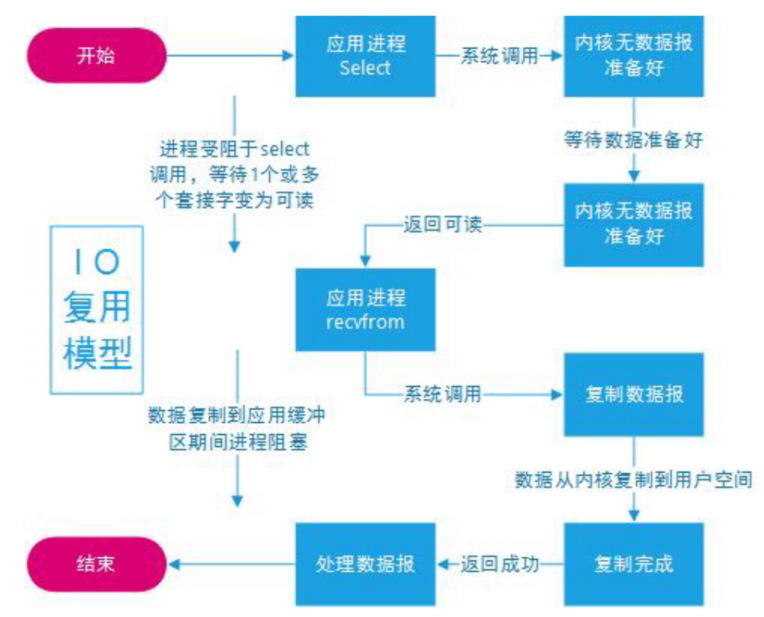 开始
应用进程
Select
系统调用
内核无数据报
准备好
进程受阻于select
调用，等待1个或多
个套接字变为可读
等待数据准备好
内核无数据报
准备好
返回可读
IO
复用
模型
应用进程
recvfrom
系统调用
复制数据报
数据复制到应用缓冲
区期间进程阻塞
数据从内核复制到用户空间
结束
处理数据报
返回成功
复制完成